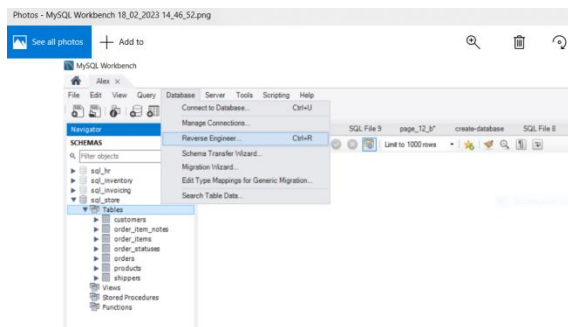 Photos - MySQL Workbench 18_02_2023 14_46_52.png
See all photos + Add to
MySQL Workbench
Alex ×
File Edit View Query Database Server Tools Scripting Help
Connect to Database... Ctrl+U
Manage Connections...
Reverse Engineer... Ctrl+R
Schema Transfer Wizard...
Migration Wizard...
Edit Type Mappings for Generic Migration...
Search Table Data...
Navigator
SCHEMAS
Filter objects
sql_hr
sql_inventory
sql_invoicing
sql_store
Tables
customers
order_item_notes
order_items
order_statuses
orders
products
shippers
Views
Stored Procedures
Functions
SQL File 9 page_12_b* create-database SQL File 8
Limit to 1000 rows